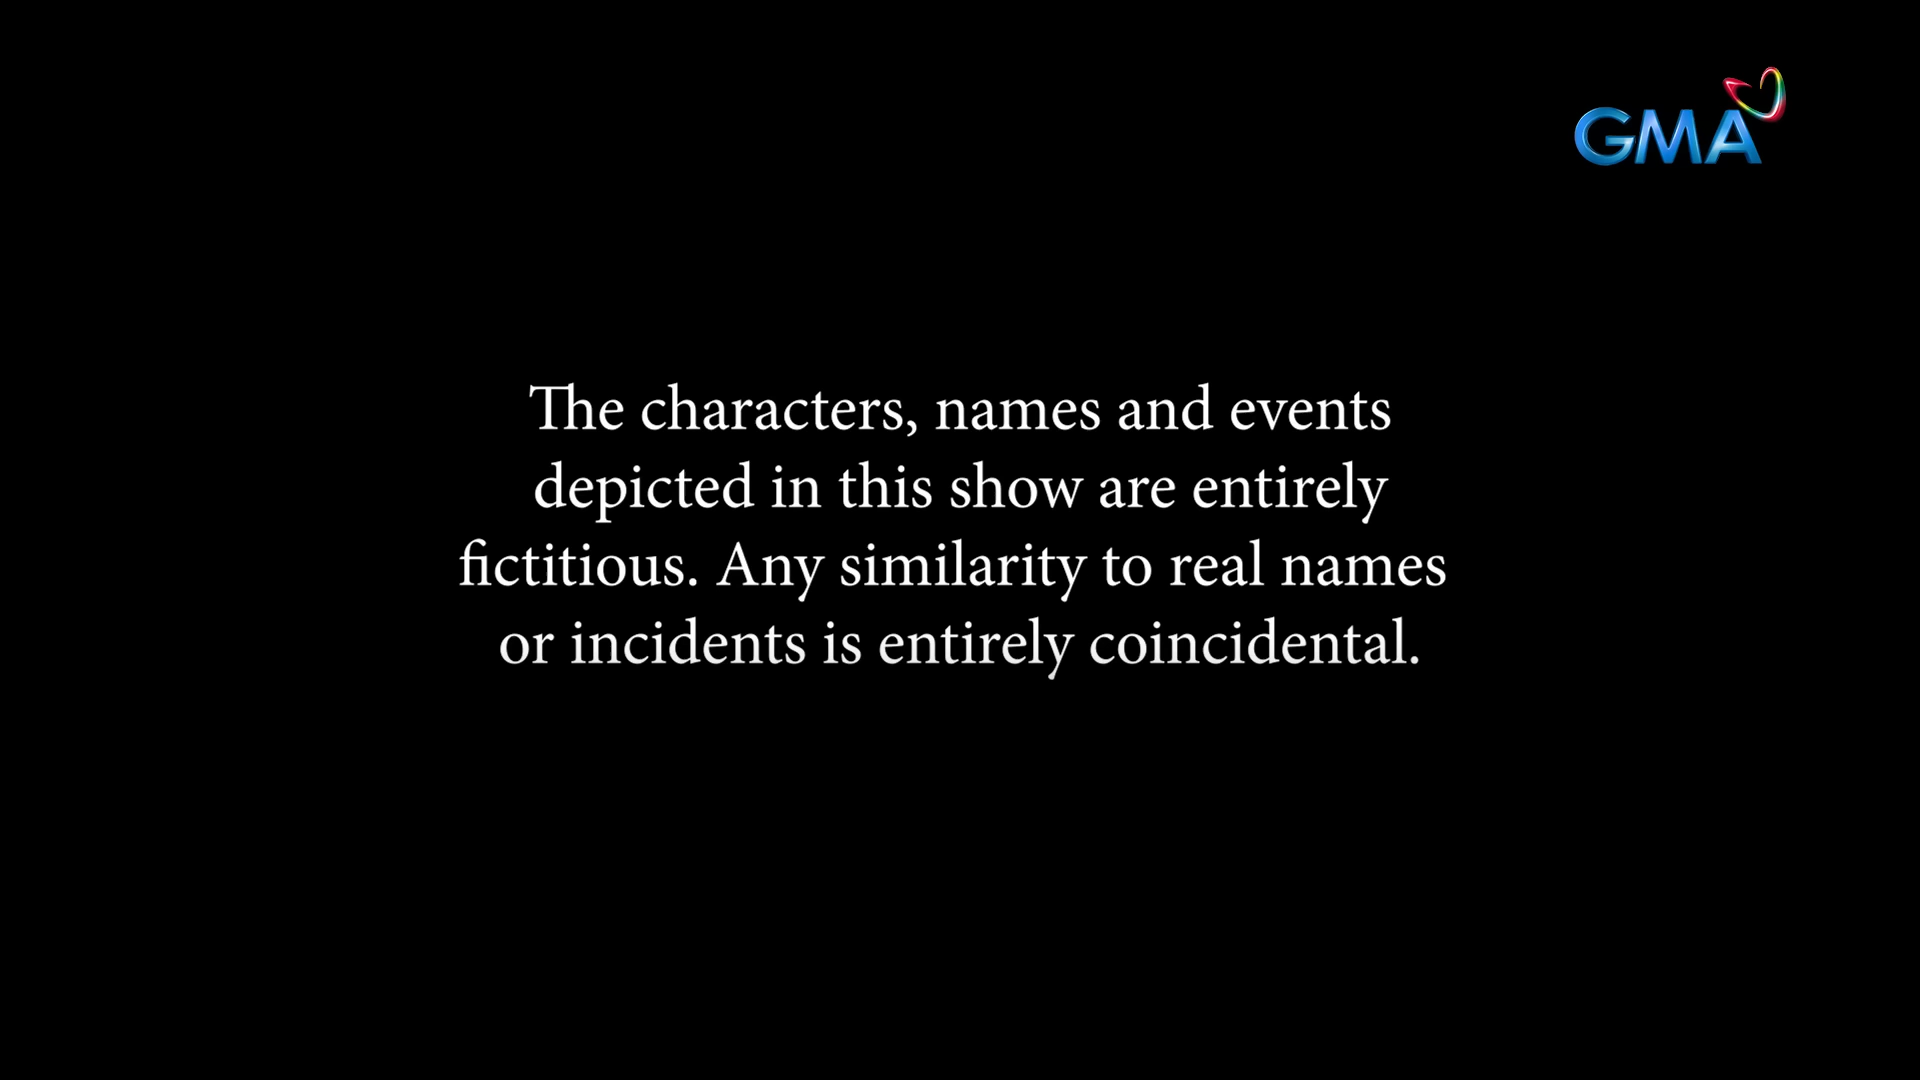 GMA
The characters, names and events
depicted in this show are entirely
fictitious. Any similarity to real names
or incidents is entirely coincidental.